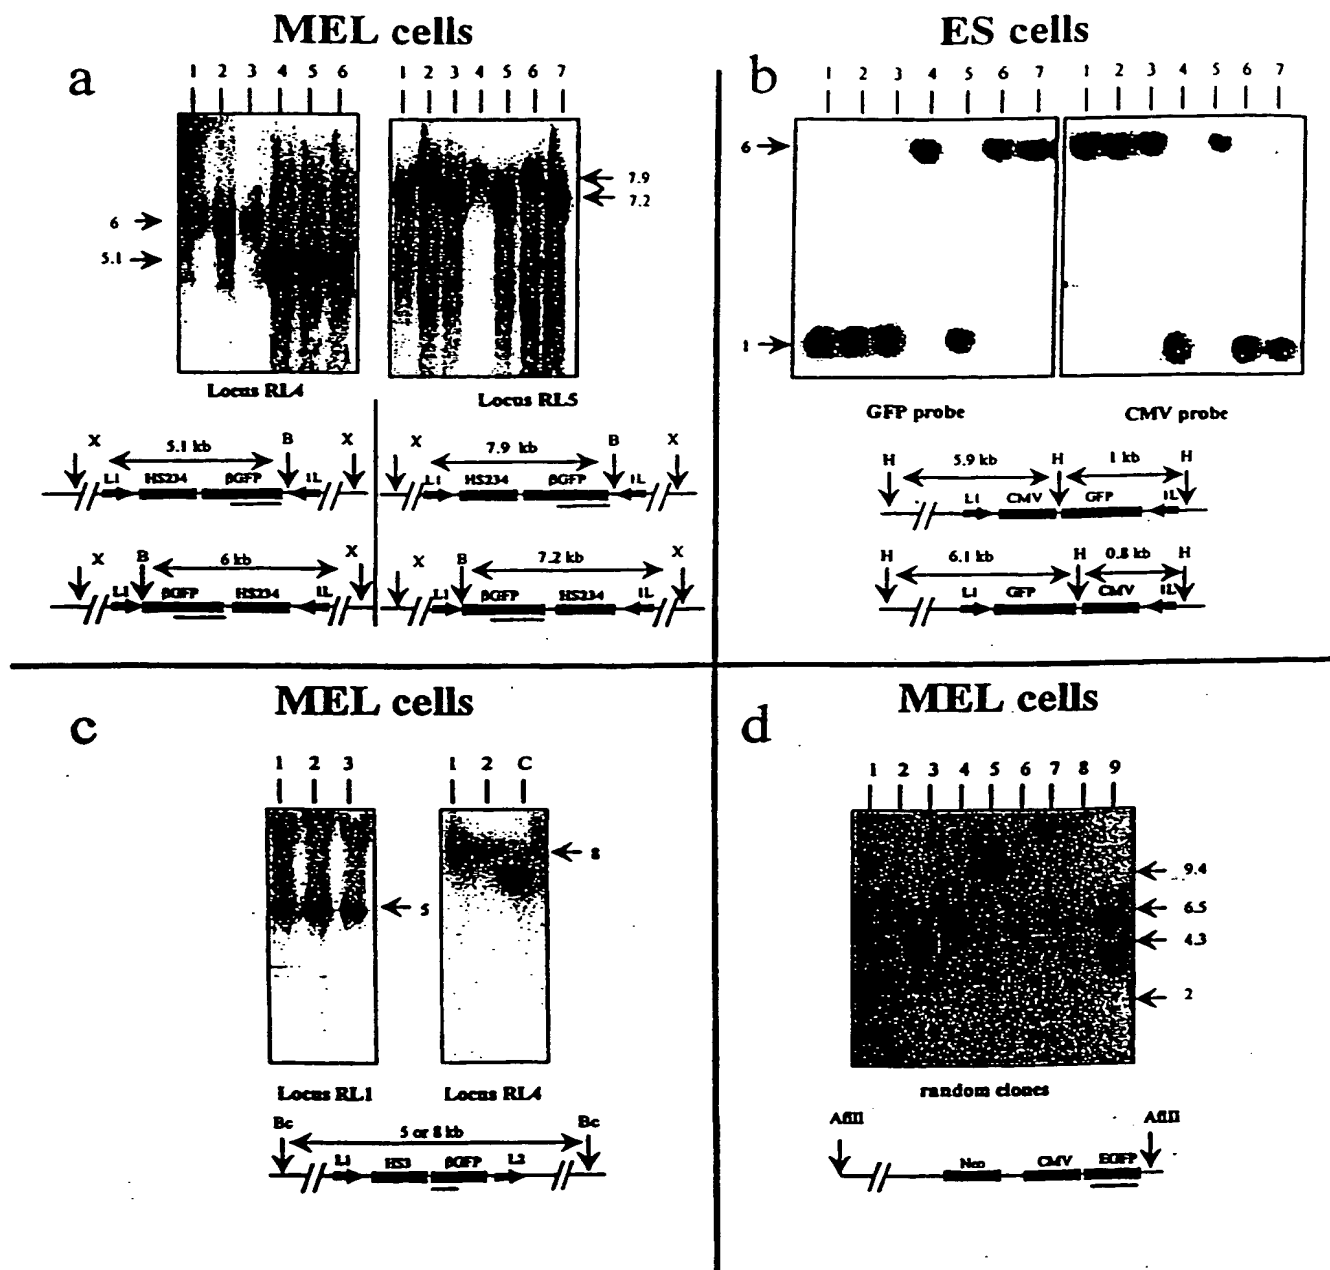 MEL cells
a
1 2 3 4 5 6
1 2 3 4 5 6 7
6
5.1
7.9
7.2
Locus RL4
Locus RL5
X 5.1 kb B X
L1 HS234 βGFP 1L
X 7.9 kb B X
L1 HS234 βGFP 1L
X B 6 kb X
L1 βGFP HS234 1L
X B 7.2 kb X
L1 βGFP HS234 1L
ES cells
b
1 2 3 4 5 6 7
1 2 3 4 5 6 7
6
1
GFP probe
CMV probe
H 5.9 kb H 1 kb H
L1 CMV GFP 1L
H 6.1 kb H 0.8 kb H
L1 GFP CMV 1L
MEL cells
c
1 2 3
1 2 C
5
8
Locus RL1
Locus RL4
Bc 5 or 8 kb Bc
L1 HS3 βGFP L2
MEL cells
d
1 2 3 4 5 6 7 8 9
9.4
6.5
4.3
2
random clones
AflII AflII
Neo CMV EGFP